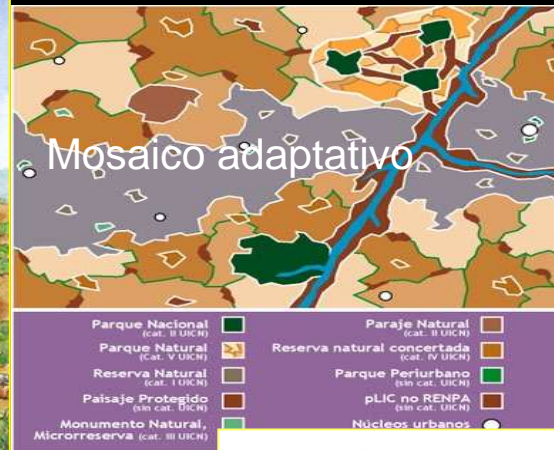 Mosaico adaptativo
Parque Nacional
(cat. II UICN)
Parque Natural
(Cat. V UICN)
Reserva Natural
(cat. I UICN)
Paisaje Protegido
(sin cat. UICN)
Monumento Natural,
Microrreserva (cat. III UICN)
Paraje Natural
(cat. II UICN)
Reserva natural concertada
(cat. IV UICN)
Parque Periurbano
(sin cat. UICN)
pLIC no RENPA
(sin cat. UICN)
Núcleos urbanos